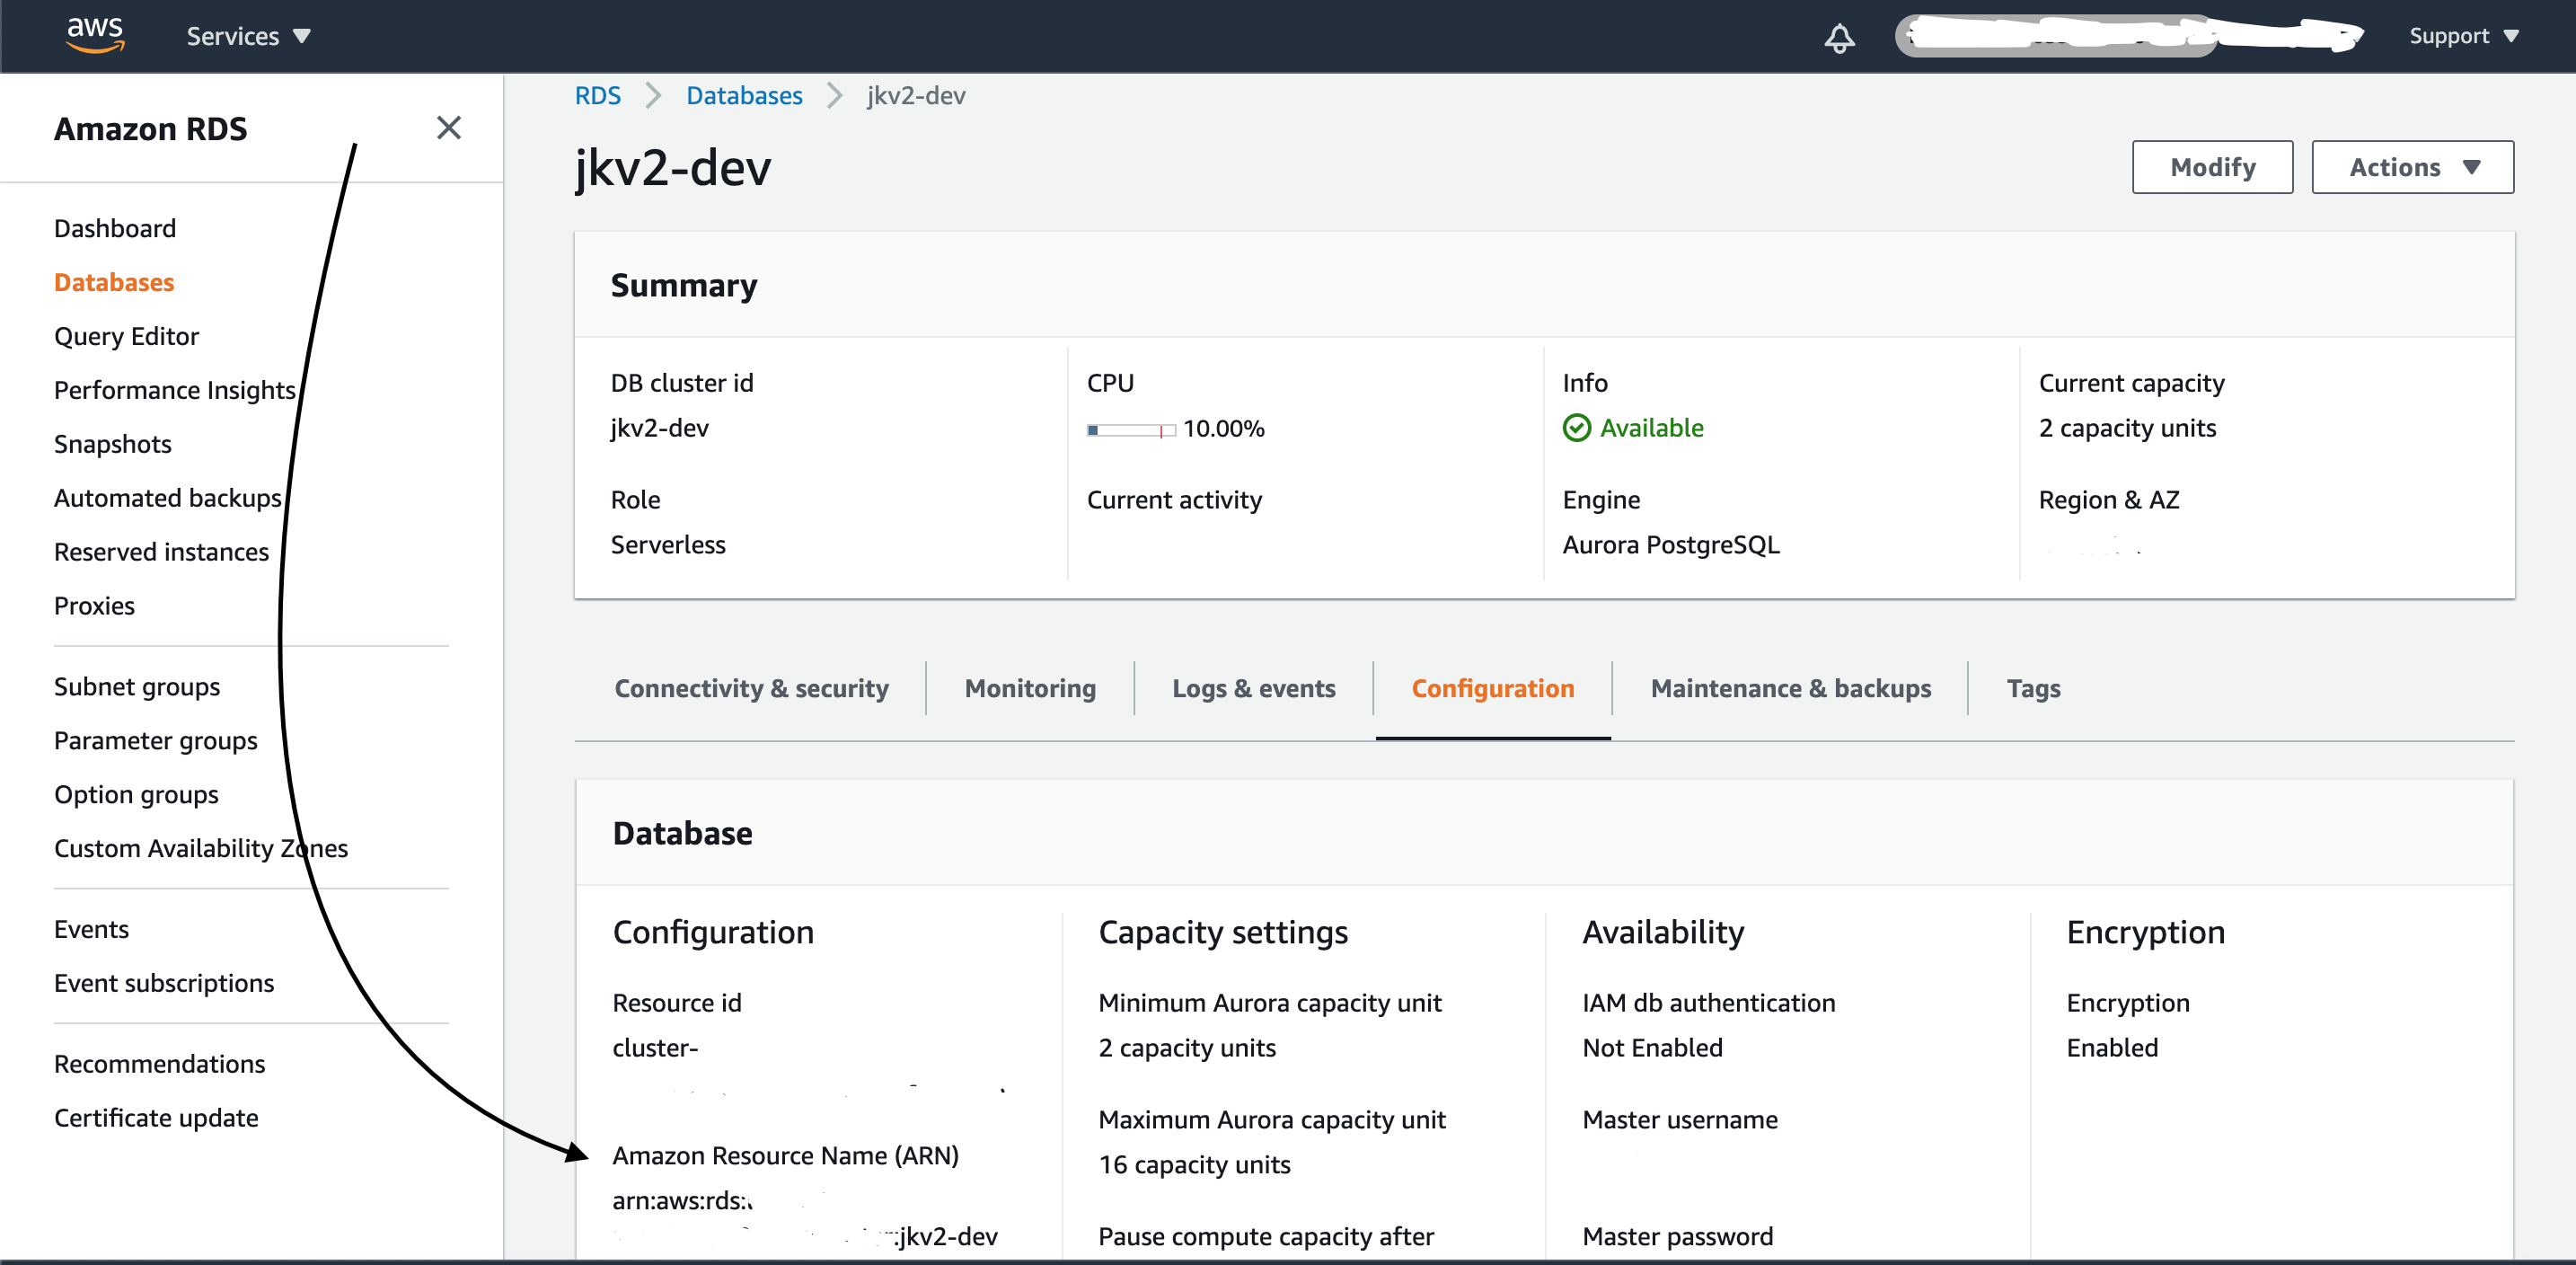 aws
Services
Support
Amazon RDS
Dashboard
Databases
Query Editor
Performance Insights
Snapshots
Automated backups
Reserved instances
Proxies
Subnet groups
Parameter groups
Option groups
Custom Availability Zones
Events
Event subscriptions
Recommendations
Certificate update
RDS > Databases > jkv2-dev
jkv2-dev
Modify
Actions
Summary
DB cluster id
jkv2-dev
CPU
10.00%
Info
Available
Current capacity
2 capacity units
Role
Serverless
Current activity
Engine
Aurora PostgreSQL
Region & AZ
Connectivity & security
Monitoring
Logs & events
Configuration
Maintenance & backups
Tags
Database
Configuration
Resource id
cluster-
Amazon Resource Name (ARN)
arn:aws:rds:
:jkv2-dev
Capacity settings
Minimum Aurora capacity unit
2 capacity units
Maximum Aurora capacity unit
16 capacity units
Pause compute capacity after
Availability
IAM db authentication
Not Enabled
Master username
Master password
Encryption
Encryption
Enabled